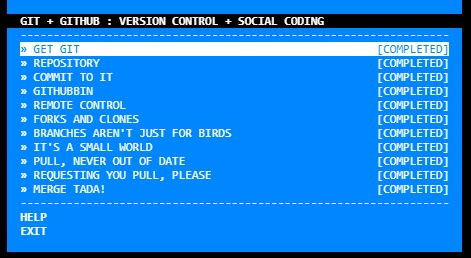 GIT + GITHUB : VERSION CONTROL + SOCIAL CODING
» GET GIT [COMPLETED]
» REPOSITORY [COMPLETED]
» COMMIT TO IT [COMPLETED]
» GITHUBBIN [COMPLETED]
» REMOTE CONTROL [COMPLETED]
» FORKS AND CLONES [COMPLETED]
» BRANCHES AREN'T JUST FOR BIRDS [COMPLETED]
» IT'S A SMALL WORLD [COMPLETED]
» PULL, NEVER OUT OF DATE [COMPLETED]
» REQUESTING YOU PULL, PLEASE [COMPLETED]
» MERGE TADA! [COMPLETED]
HELP
EXIT